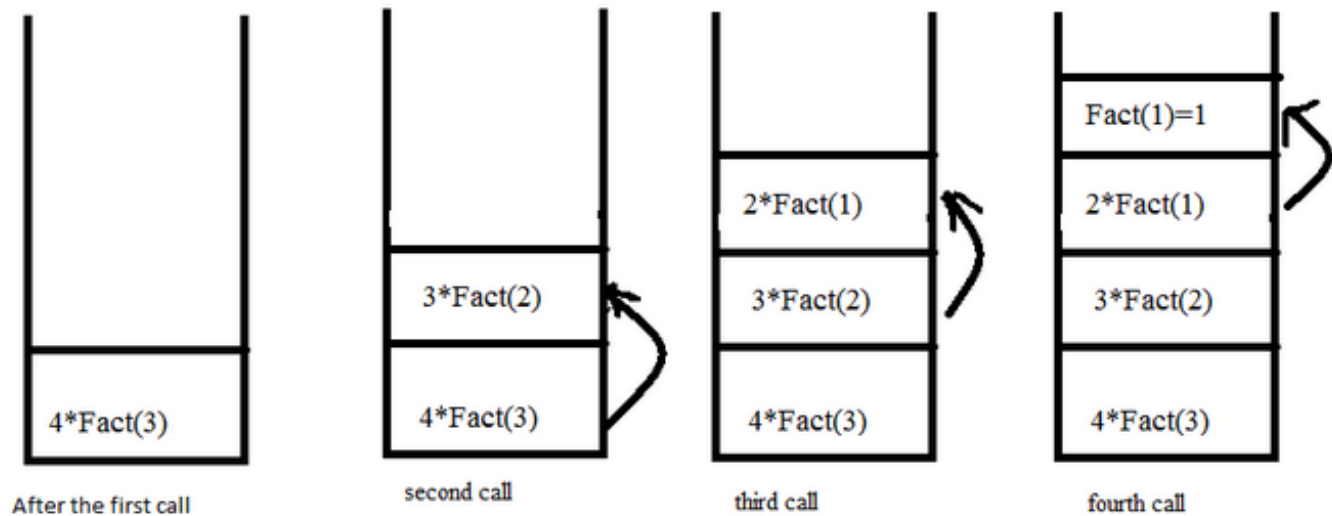 4*Fact(3)
After the first call
3*Fact(2)
4*Fact(3)
second call
2*Fact(1)
3*Fact(2)
4*Fact(3)
third call
Fact(1)=1
2*Fact(1)
3*Fact(2)
4*Fact(3)
fourth call